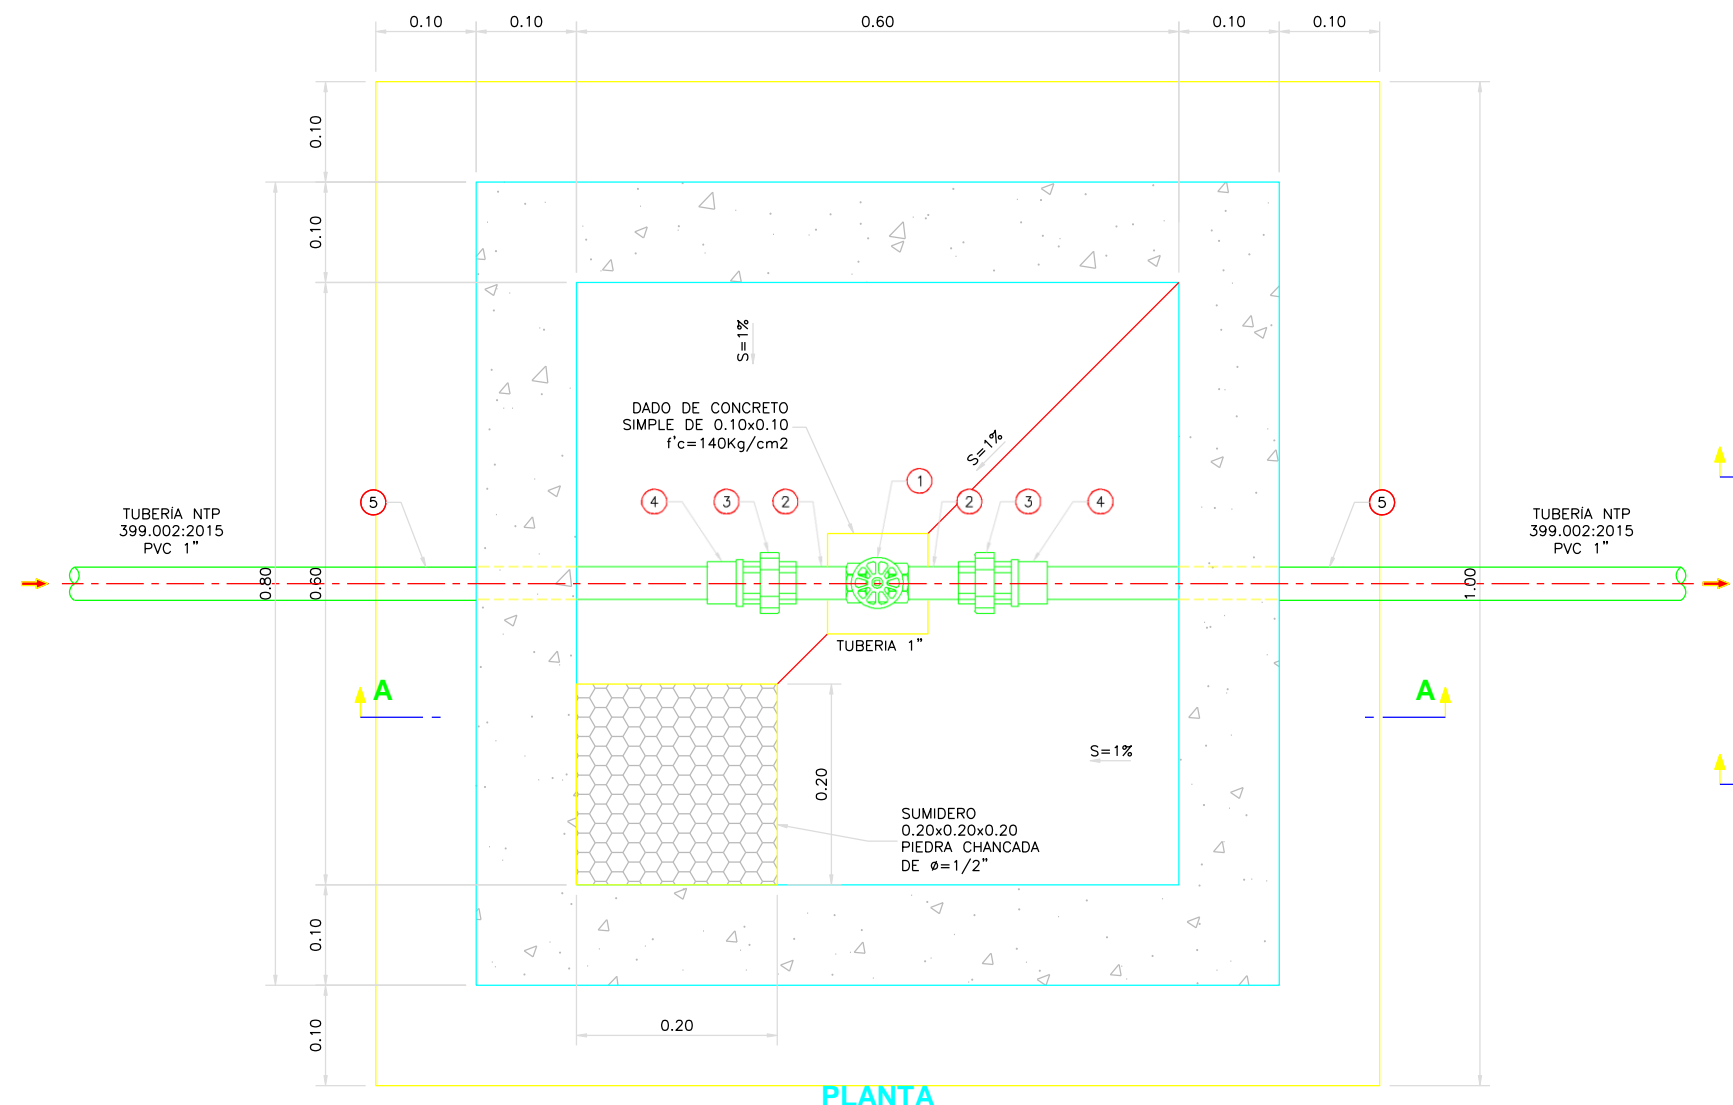 0.10
0.10
0.60
0.10
0.10
0.10
0.10
S=1%
DADO DE CONCRETO
SIMPLE DE 0.10x0.10
f'c=140Kg/cm2
S=1%
1
5
4
3
2
2
3
4
5
TUBERÍA NTP
399.002:2015
PVC 1"
TUBERÍA NTP
399.002:2015
PVC 1"
0.80
0.60
1.00
TUBERIA 1"
A
A
S=1%
0.20
SUMIDERO
0.20x0.20x0.20
PIEDRA CHANCADA
DE ø=1/2"
0.10
0.20
0.10
PLANTA